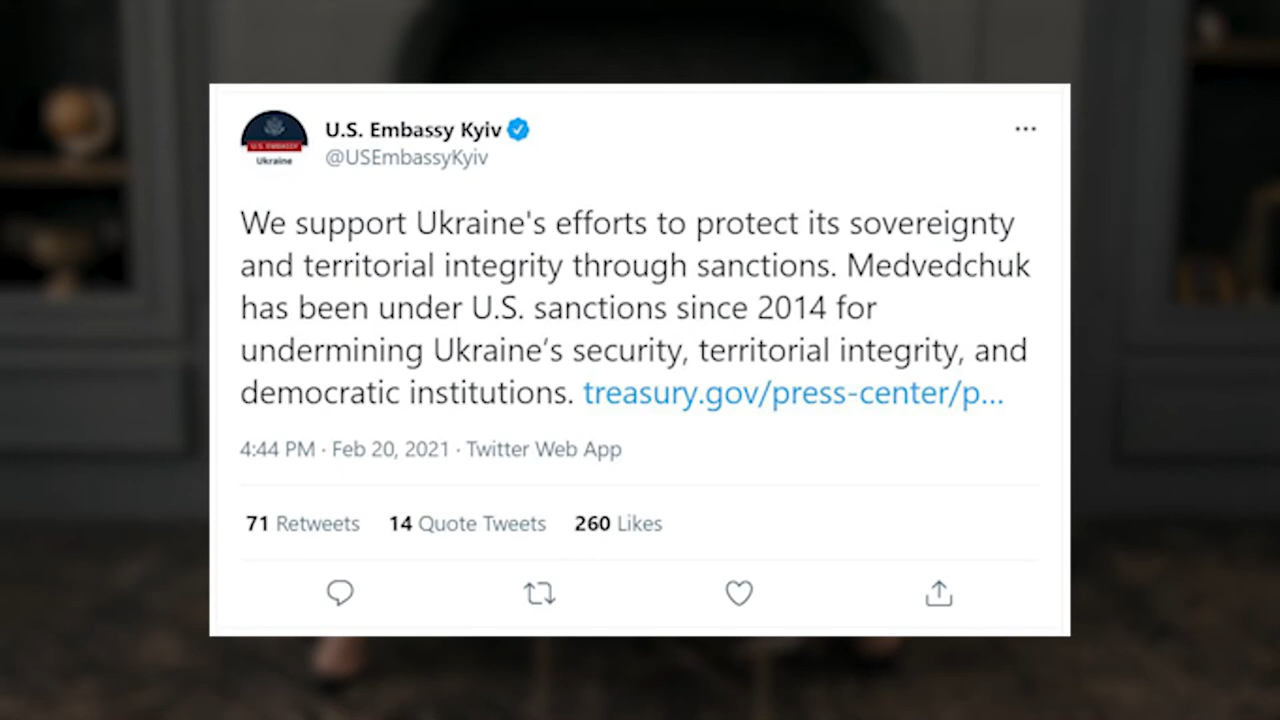 U.S. Embassy Kyiv
@USEmbassyKyiv
U.S. EMBASSY
Ukraine
We support Ukraine's efforts to protect its sovereignty
and territorial integrity through sanctions. Medvedchuk
has been under U.S. sanctions since 2014 for
undermining Ukraine’s security, territorial integrity, and
democratic institutions. treasury.gov/press-center/p...
4:44 PM · Feb 20, 2021 · Twitter Web App
71 Retweets 14 Quote Tweets 260 Likes